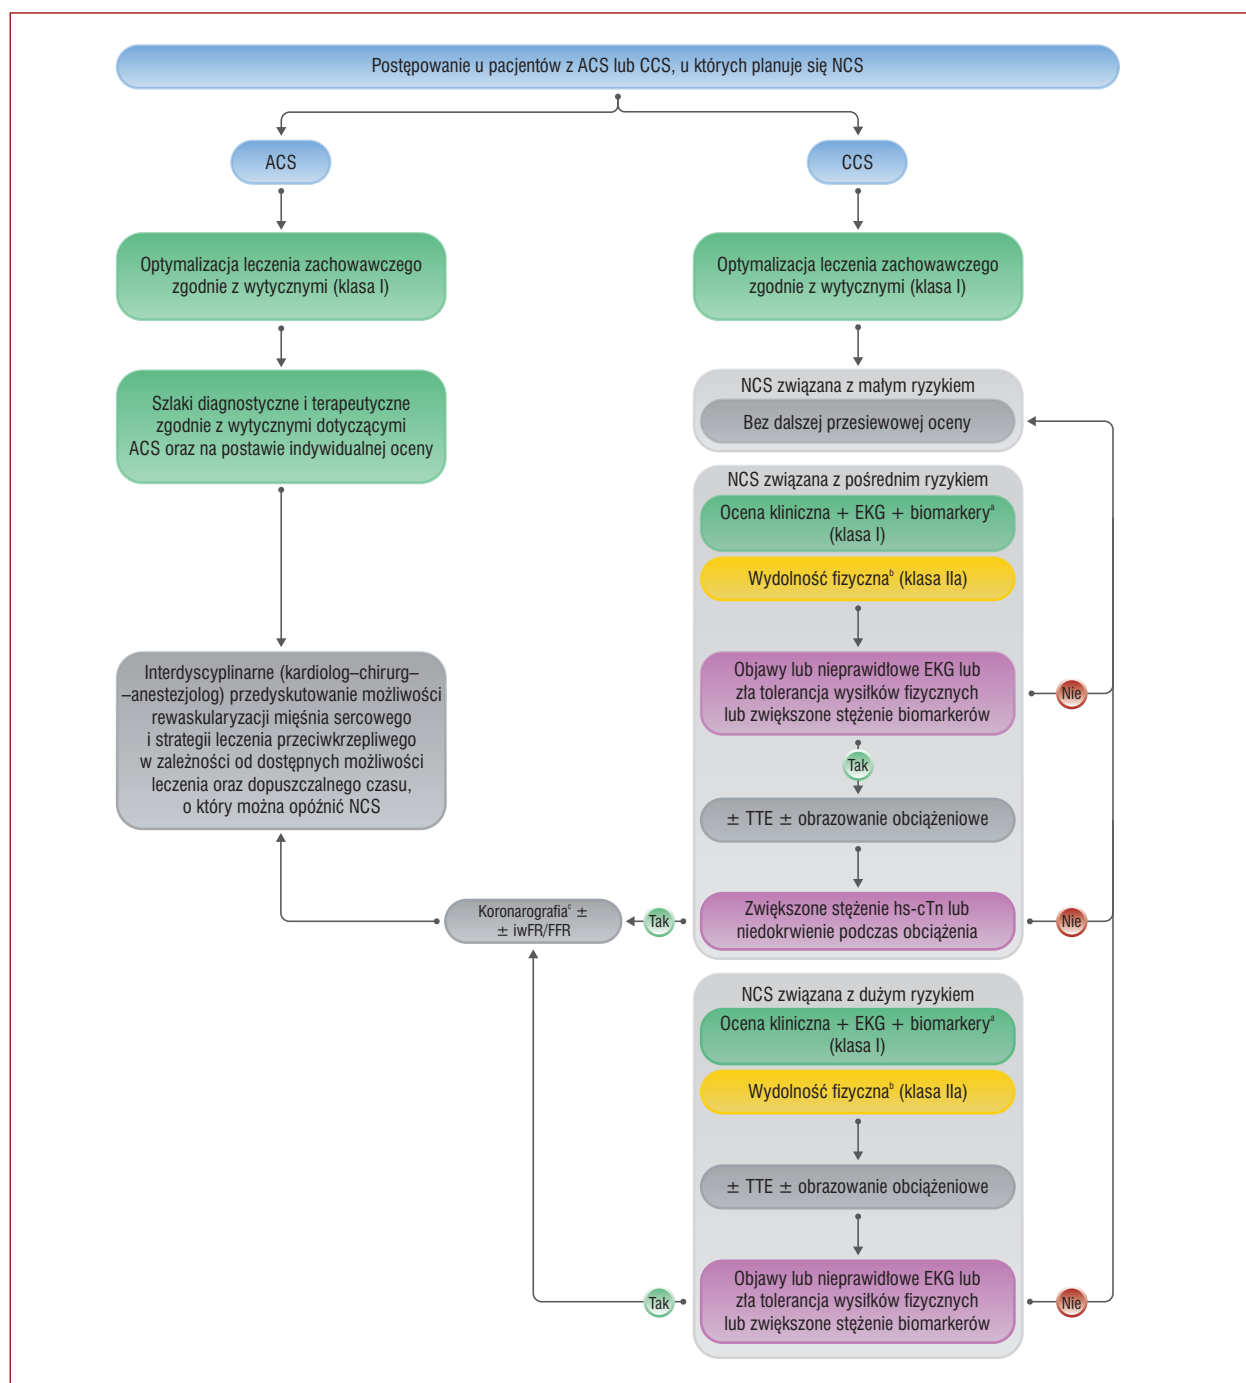 Postępowanie u pacjentów z ACS lub CCS, u których planuje się NCS
ACS
Optymalizacja leczenia zachowawczego
zgodnie z wytycznymi (klasa I)
Szlaki diagnostyczne i terapeutyczne
zgodnie z wytycznymi dotyczącymi
ACS oraz na postawie indywidualnej oceny
Interdyscyplinarne (kardiolog–chirurg–
–anestezjolog) przedyskutowanie możliwości
rewaskularyzacji mięśnia sercowego
i strategii leczenia przeciwkrzepliwego
w zależności od dostępnych możliwości
leczenia oraz dopuszczalnego czasu,
o który można opóźnić NCS
CCS
Optymalizacja leczenia zachowawczego
zgodnie z wytycznymi (klasa I)
NCS związana z małym ryzykiem
Bez dalszej przesiewowej oceny
NCS związana z pośrednim ryzykiem
Ocena kliniczna + EKG + biomarkeryᵃ
(klasa I)
Wydolność fizycznaᵇ (klasa IIa)
Objawy lub nieprawidłowe EKG lub
zła tolerancja wysiłków fizycznych
lub zwiększone stężenie biomarkerów
Nie
Tak
± TTE ± obrazowanie obciążeniowe
Zwiększone stężenie hs-cTn lub
niedokrwienie podczas obciążenia
Nie
Tak
Koronarografiaᶜ ±
± iwFR/FFR
NCS związana z dużym ryzykiem
Ocena kliniczna + EKG + biomarkeryᵃ
(klasa I)
Wydolność fizycznaᵇ (klasa IIa)
± TTE ± obrazowanie obciążeniowe
Objawy lub nieprawidłowe EKG lub
zła tolerancja wysiłków fizycznych
lub zwiększone stężenie biomarkerów
Tak
Nie